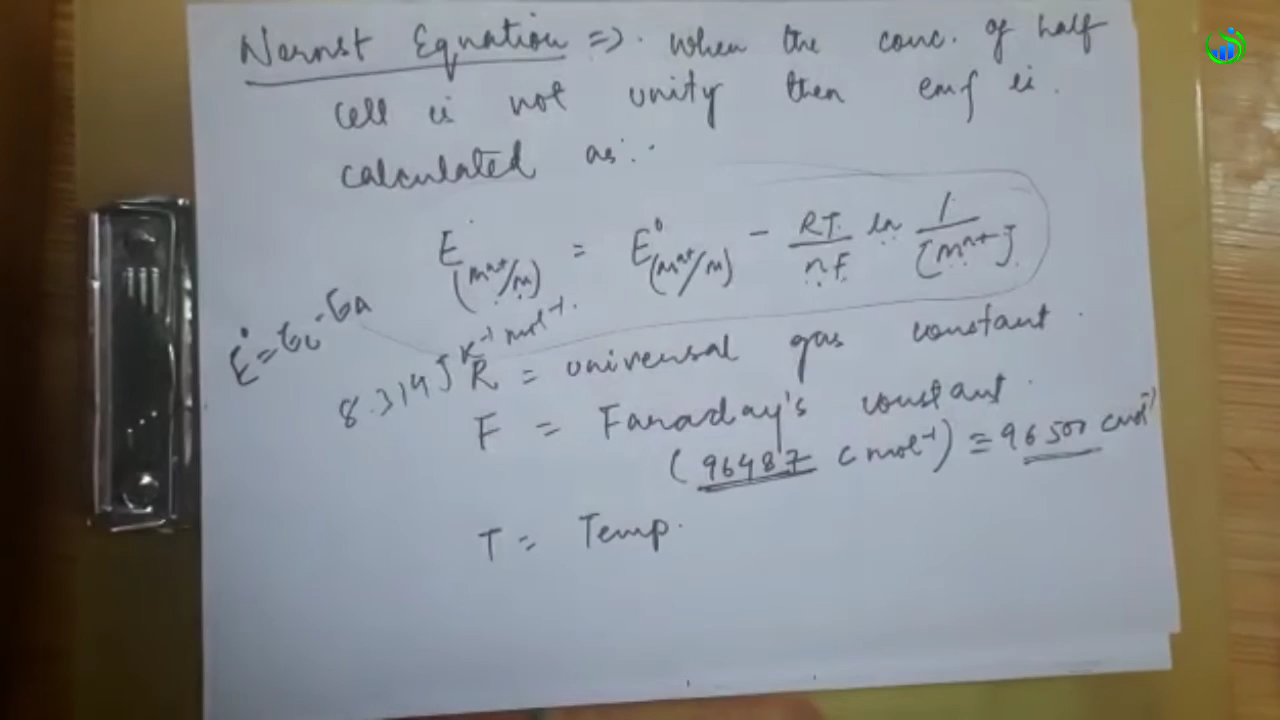 Nernst Equation => . when the conc. of half
cell is not unity then emf is .
calculated as :.
E(Mⁿ⁺/M) = E⁰(Mⁿ⁺/M) - RT/nF ln 1/[Mⁿ⁺]
E° = Ec - EA
8.314 J K⁻¹ mol⁻¹.
R = universal gas constant .
F = Faraday's constant .
(96487 C mol⁻¹) = 96500 C mol⁻¹
T = Temp.